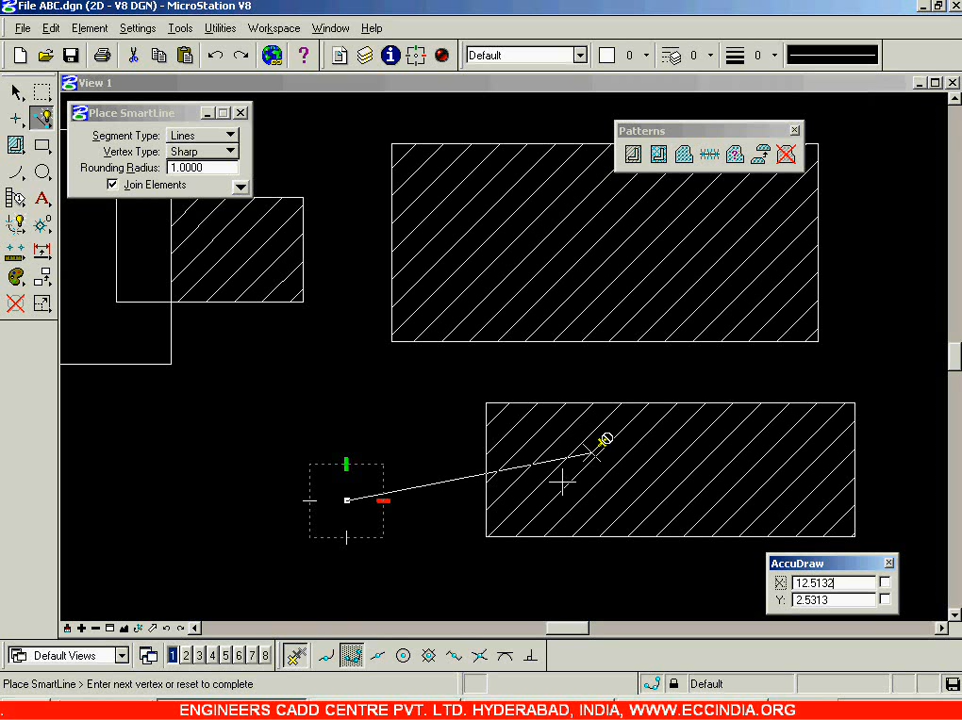 File ABC.dgn (2D - V8 DGN) - MicroStation V8
File Edit Element Settings Tools Utilities Workspace Window Help
Default 0 0 0
View 1
Place SmartLine
Segment Type: Lines
Vertex Type: Sharp
Rounding Radius: 1.0000
Join Elements
Patterns
AccuDraw
X: 12.5132
Y: 2.5313
Default Views 1 2 3 4 5 6 7 8
Place SmartLine > Enter next vertex or reset to complete
Default
ENGINEERS CADD CENTRE PVT. LTD. HYDERABAD, INDIA, WWW.ECCINDIA.ORG